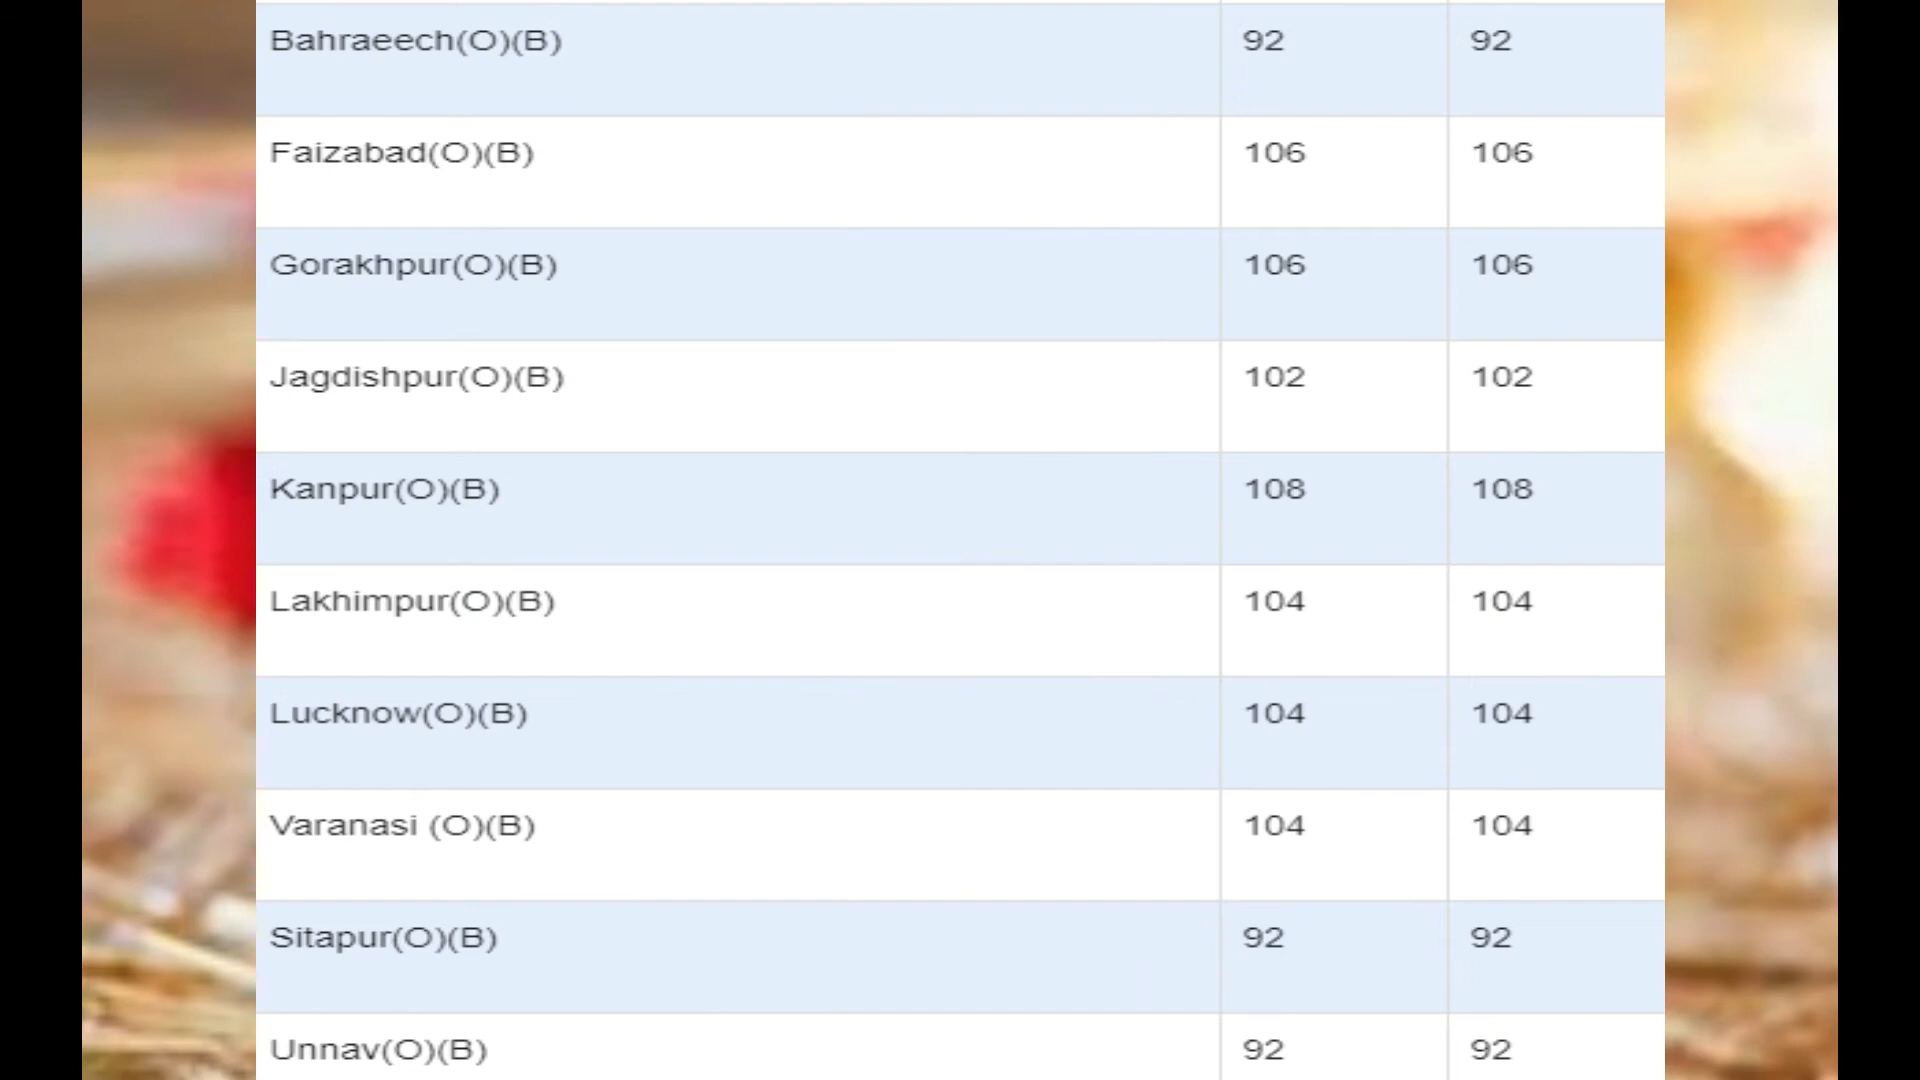 Bahraeech(O)(B) 92 92
Faizabad(O)(B) 106 106
Gorakhpur(O)(B) 106 106
Jagdishpur(O)(B) 102 102
Kanpur(O)(B) 108 108
Lakhimpur(O)(B) 104 104
Lucknow(O)(B) 104 104
Varanasi (O)(B) 104 104
Sitapur(O)(B) 92 92
Unnav(O)(B) 92 92